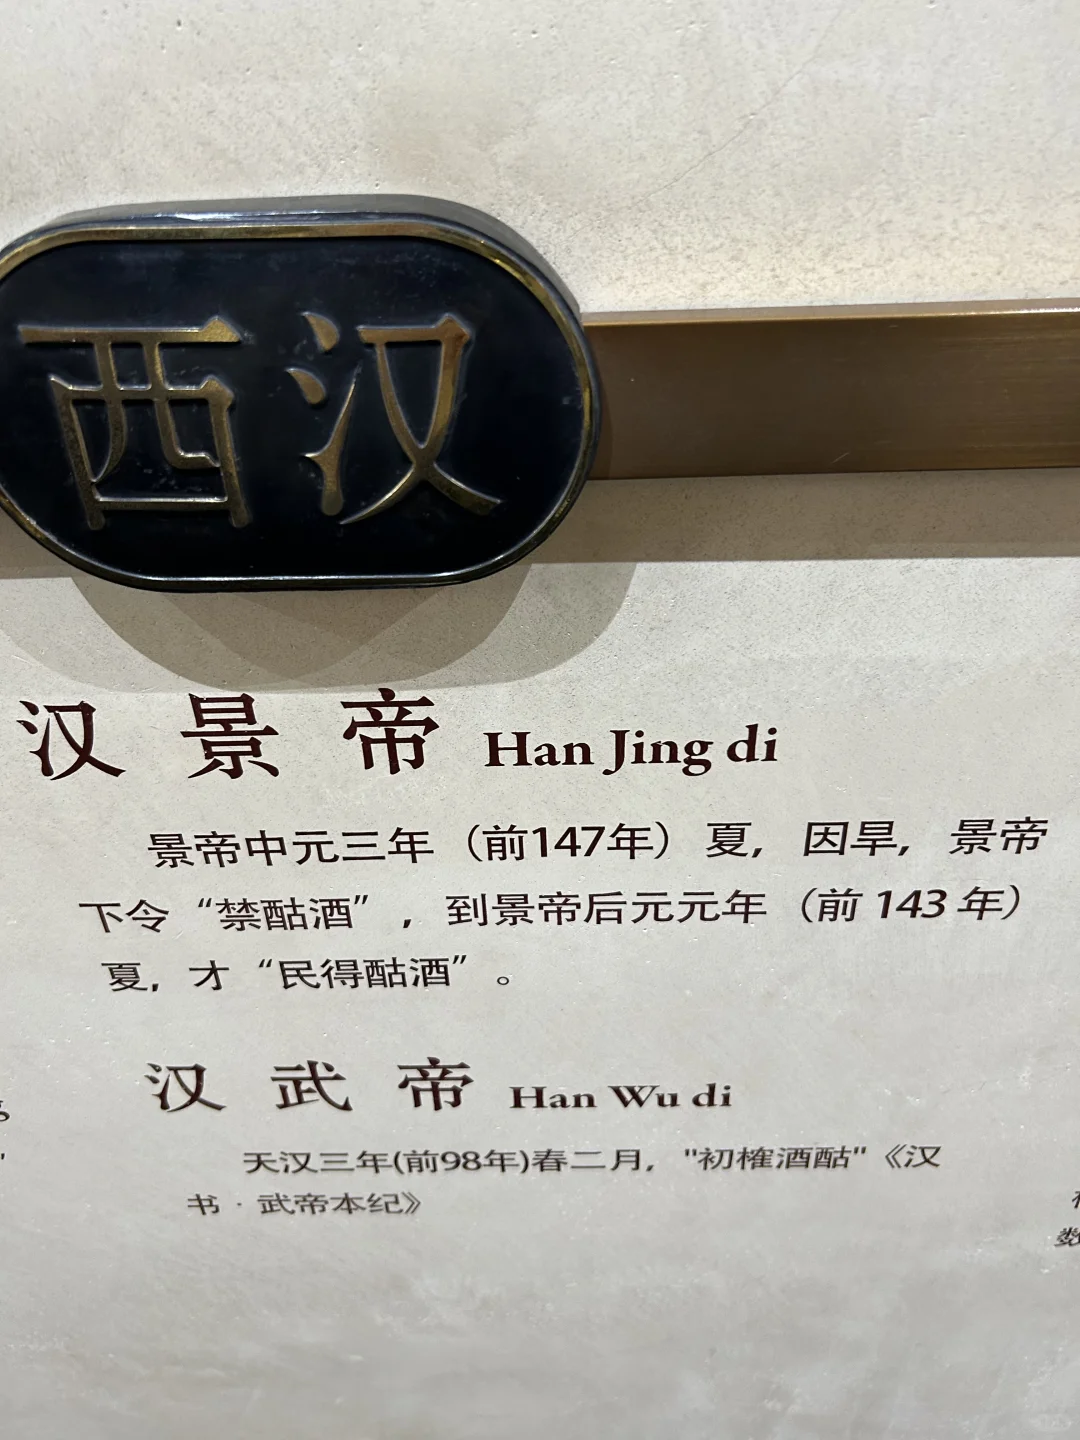 西汉
汉景帝 Han Jing di
景帝中元三年（前147年）夏，因旱，景帝
下令“禁酤酒”，到景帝后元元年（前 143 年）
夏，才“民得酤酒”。
汉武帝 Han Wu di
天汉三年(前98年)春二月，"初榷酒酤"《汉
书·武帝本纪》
数